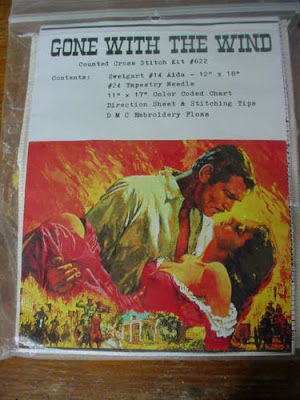 GONE WITH THE WIND
Counted Cross Stitch Kit #622
Contents: Zweigart #14 Aida - 12" x 18"
#24 Tapestry Needle
11" x 17" Color Coded Chart
Direction Sheet & Stitching Tips
D M C Embroidery Floss